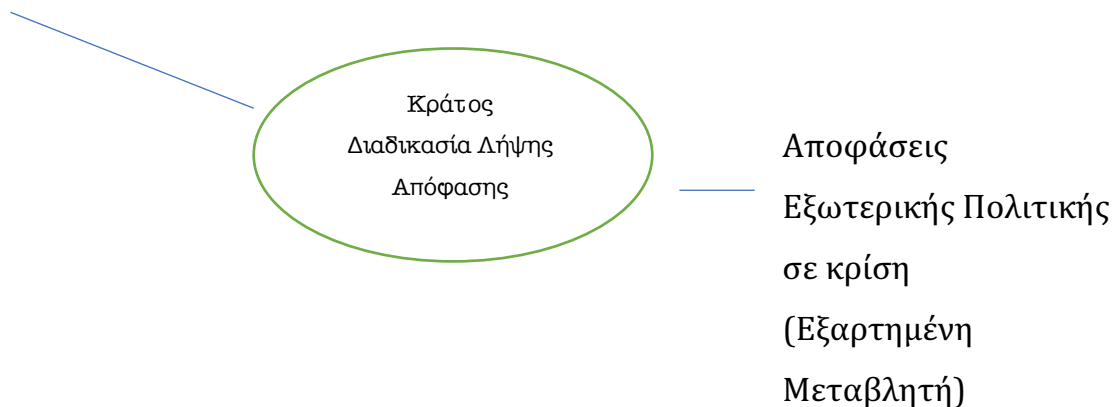 Κράτος
Διαδικασία Λήψης
Απόφασης
Αποφάσεις
Εξωτερικής Πολιτικής
σε κρίση
(Εξαρτημένη
Μεταβλητή)